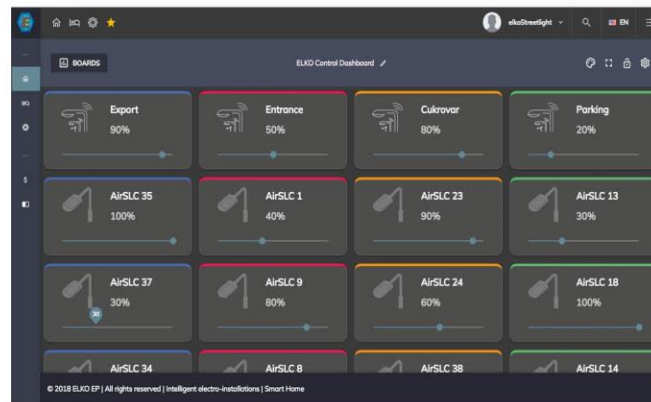 elkoStreetlight
EN
BOARDS
ELKO Control Dashboard
Export
90%
Entrance
50%
Cukrovar
80%
Parking
20%
AirSLC 35
100%
AirSLC 1
40%
AirSLC 23
90%
AirSLC 13
30%
AirSLC 37
30%
30
AirSLC 9
80%
AirSLC 24
60%
AirSLC 18
100%
AirSLC 34
AirSLC 8
AirSLC 38
AirSLC 14
© 2018 ELKO EP | All rights reserved | Intelligent electro-installations | Smart Home